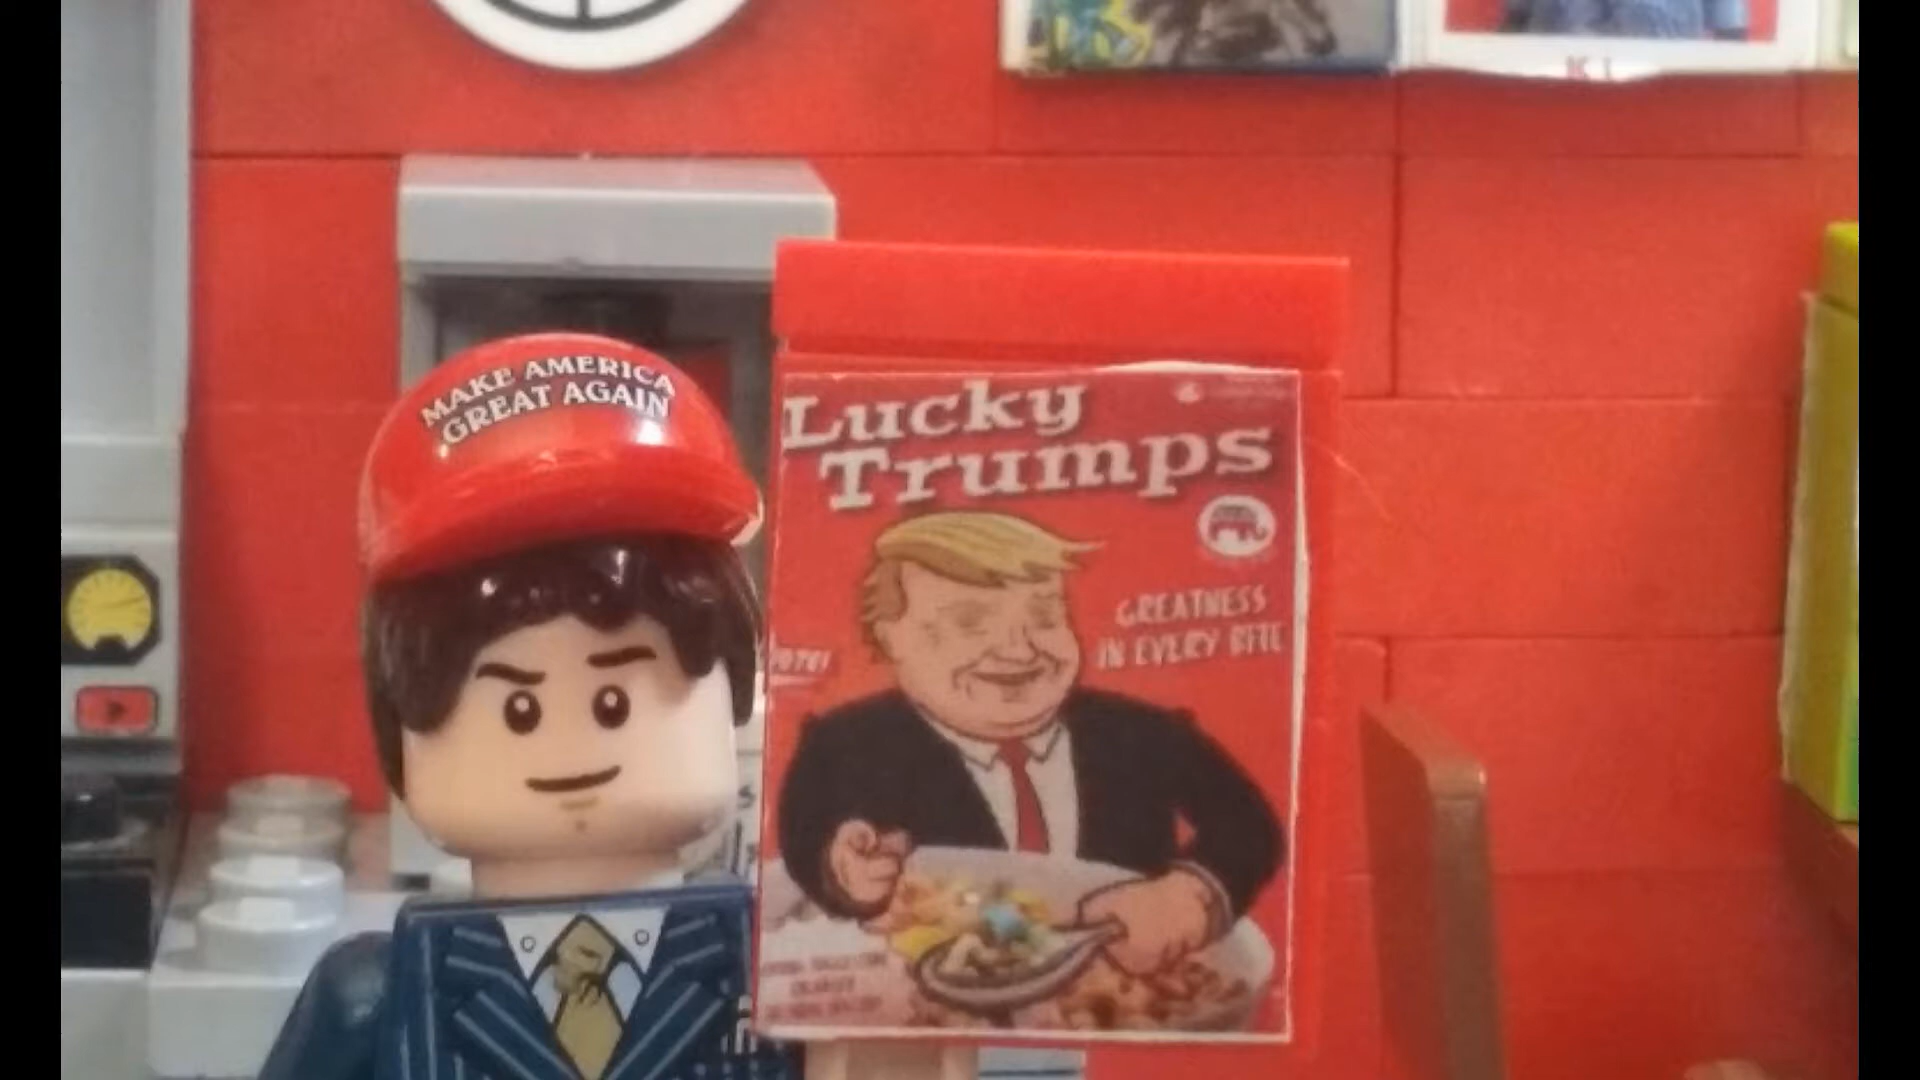 MAKE AMERICA
GREAT AGAIN
Lucky
Trumps
GREATNESS
IN EVERY BITE